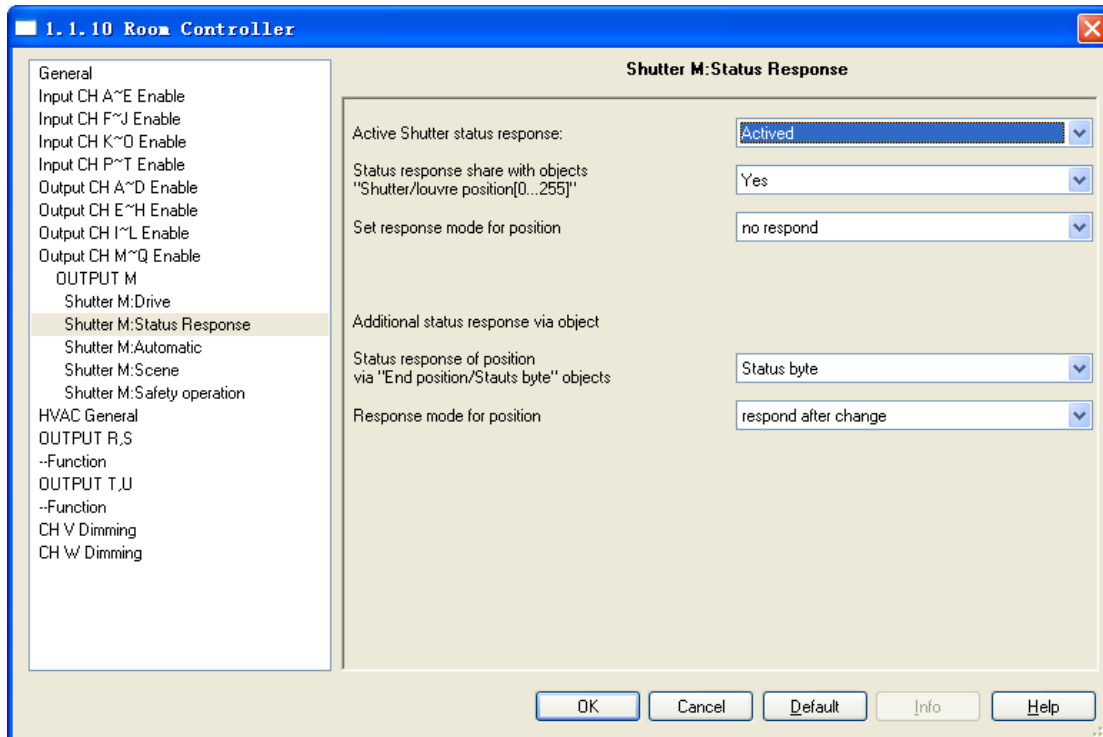 1.1.10 Room Controller
General
Input CH A~E Enable
Input CH F~J Enable
Input CH K~O Enable
Input CH P~T Enable
Output CH A~D Enable
Output CH E~H Enable
Output CH I~L Enable
Output CH M~Q Enable
OUTPUT M
Shutter M:Drive
Shutter M:Status Response
Shutter M:Automatic
Shutter M:Scene
Shutter M:Safety operation
HVAC General
OUTPUT R,S
--Function
OUTPUT T,U
--Function
CH V Dimming
CH W Dimming
Shutter M:Status Response
Active Shutter status response:
Actived
Status response share with objects
"Shutter/louvre position[0...255]"
Yes
Set response mode for position
no respond
Additional status response via object
Status response of position
via "End position/Stauts byte" objects
Status byte
Response mode for position
respond after change
OK
Cancel
Default
Info
Help